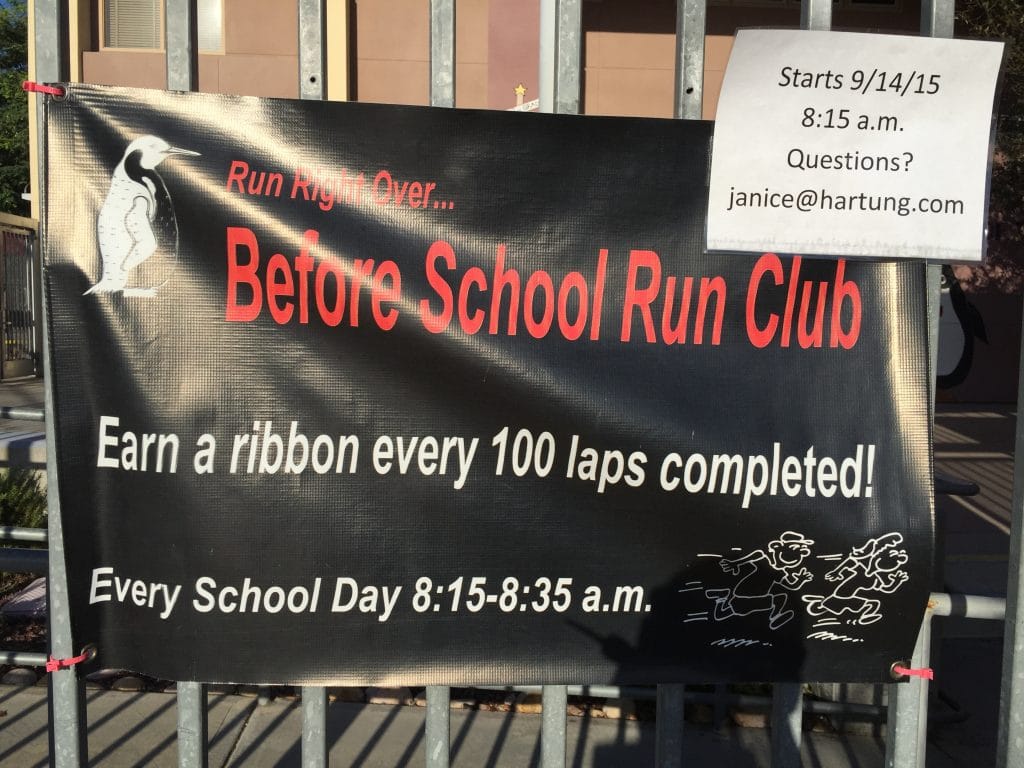 Starts 9/14/15
8:15 a.m.
Questions?
janice@hartung.com
Run Right Over...
Before School Run Club
Earn a ribbon every 100 laps completed!
Every School Day 8:15-8:35 a.m.